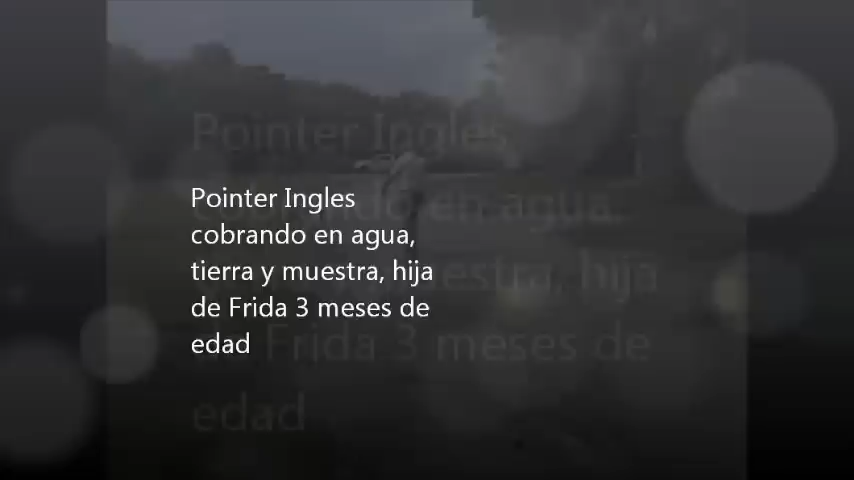 Pointer Ingles
cobrando en agua,
tierra y muestra, hija
de Frida 3 meses de
edad